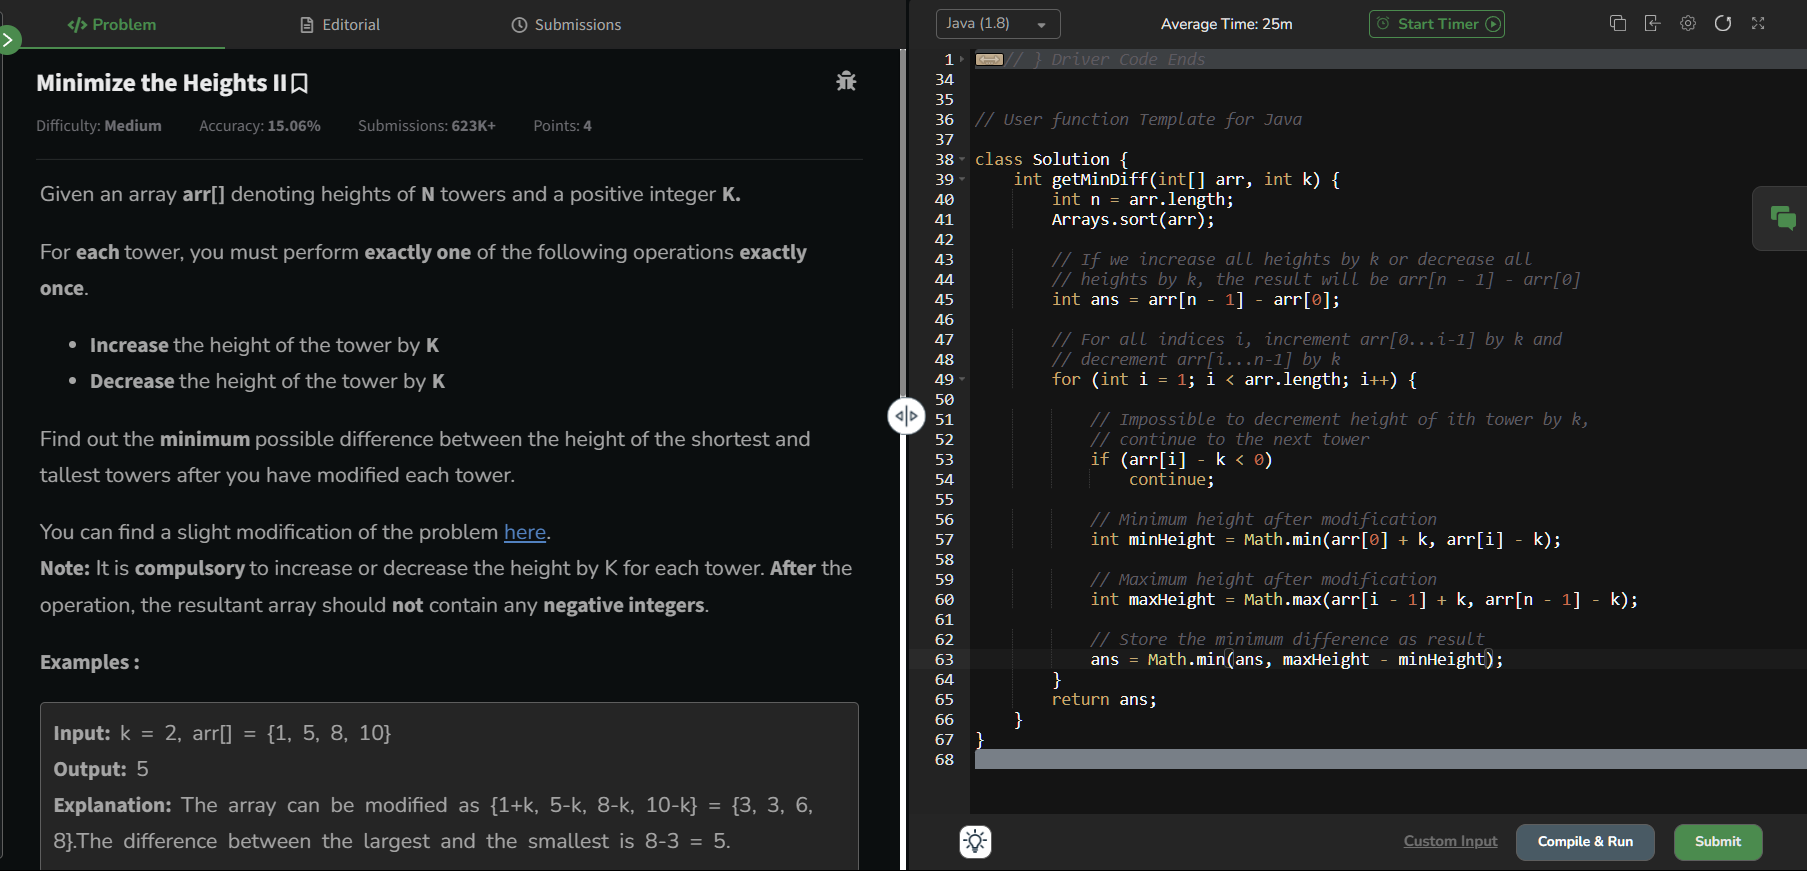 </> Problem
Editorial
Submissions
Minimize the Heights II
Difficulty: Medium Accuracy: 15.06% Submissions: 623K+ Points: 4
Given an array arr[] denoting heights of N towers and a positive integer K.
For each tower, you must perform exactly one of the following operations exactly
once.
• Increase the height of the tower by K
• Decrease the height of the tower by K
Find out the minimum possible difference between the height of the shortest and
tallest towers after you have modified each tower.
You can find a slight modification of the problem here.
Note: It is compulsory to increase or decrease the height by K for each tower. After the
operation, the resultant array should not contain any negative integers.
Examples :
Input: k = 2, arr[] = {1, 5, 8, 10}
Output: 5
Explanation: The array can be modified as {1+k, 5-k, 8-k, 10-k} = {3, 3, 6,
8}.The difference between the largest and the smallest is 8-3 = 5.
Java (1.8)
Average Time: 25m
Start Timer
1 // } Driver Code Ends
34
35
36 // User function Template for Java
37
38 class Solution {
39 int getMinDiff(int[] arr, int k) {
40 int n = arr.length;
41 Arrays.sort(arr);
42
43 // If we increase all heights by k or decrease all
44 // heights by k, the result will be arr[n - 1] - arr[0]
45 int ans = arr[n - 1] - arr[0];
46
47 // For all indices i, increment arr[0...i-1] by k and
48 // decrement arr[i...n-1] by k
49 for (int i = 1; i < arr.length; i++) {
50
51 // Impossible to decrement height of ith tower by k,
52 // continue to the next tower
53 if (arr[i] - k < 0)
54 continue;
55
56 // Minimum height after modification
57 int minHeight = Math.min(arr[0] + k, arr[i] - k);
58
59 // Maximum height after modification
60 int maxHeight = Math.max(arr[i - 1] + k, arr[n - 1] - k);
61
62 // Store the minimum difference as result
63 ans = Math.min(ans, maxHeight - minHeight);
64 }
65 return ans;
66 }
67 }
68
Custom Input
Compile & Run
Submit